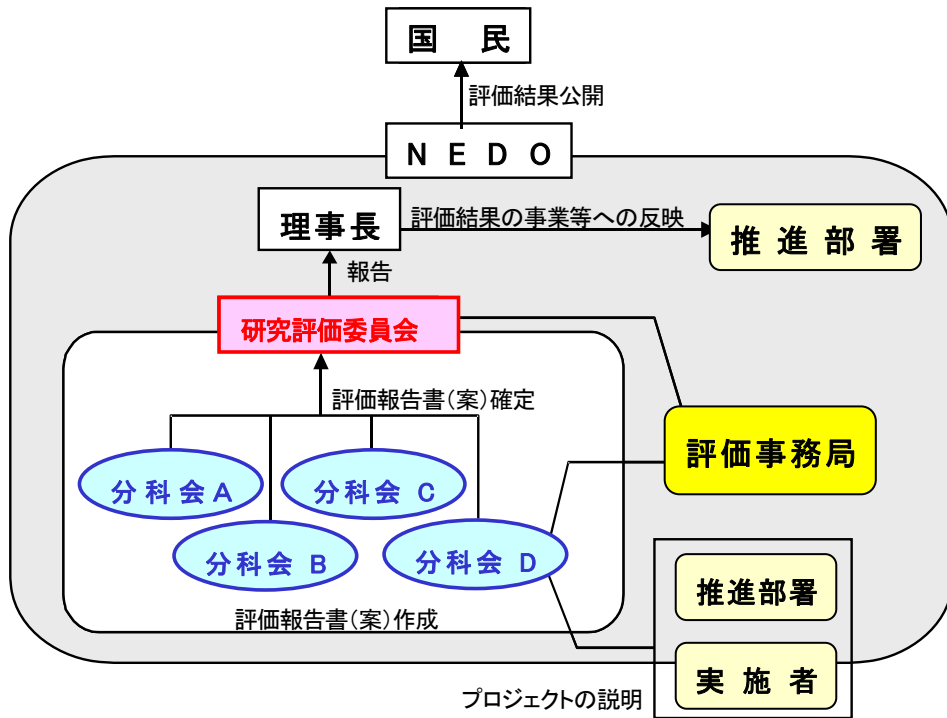 国 民
評価結果公開
N E D O
理事長
評価結果の事業等への反映
推 進 部 署
報告
研究評価委員会
評価報告書(案)確定
評価事務局
分科会A
分科会 C
分科会 B
分科会 D
推進部署
評価報告書(案)作成
実 施 者
プロジェクトの説明